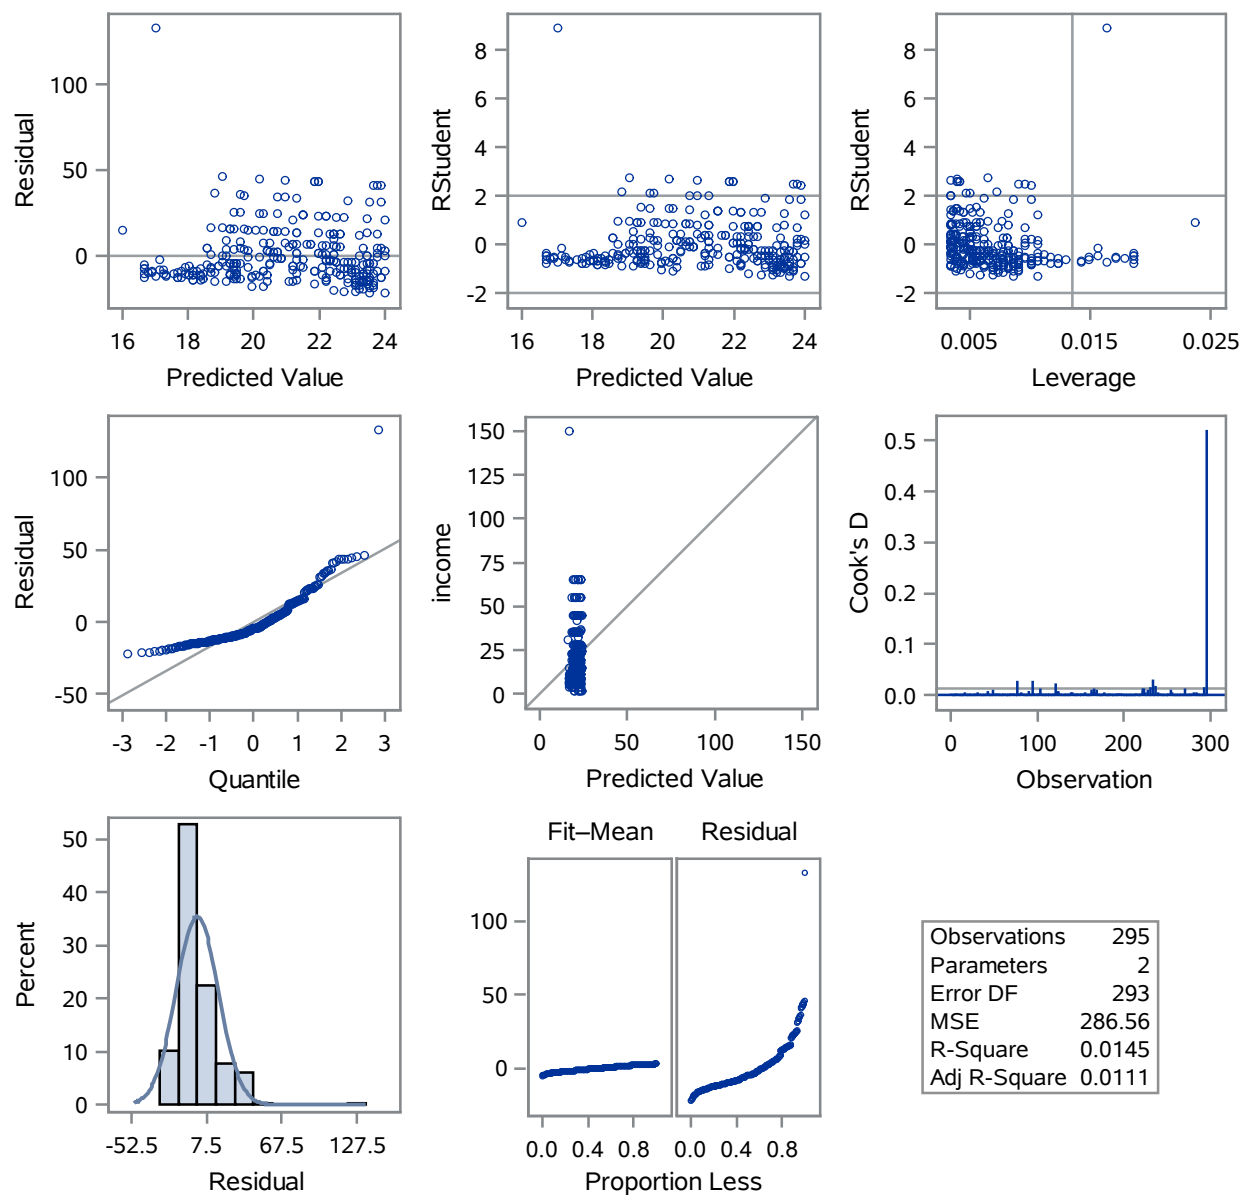 100
50
0
Residual
16 18 20 22 24
Predicted Value
8
6
4
2
0
-2
RStudent
16 18 20 22 24
Predicted Value
8
6
4
2
0
-2
RStudent
0.005 0.015 0.025
Leverage
100
50
0
-50
Residual
-3 -2 -1 0 1 2 3
Quantile
150
125
100
75
50
25
0
income
0 50 100 150
Predicted Value
0.5
0.4
0.3
0.2
0.1
0.0
Cook's D
0 100 200 300
Observation
50
40
30
20
10
0
Percent
-52.5 7.5 67.5 127.5
Residual
Fit–Mean Residual
100
50
0
0.0 0.4 0.8 0.0 0.4 0.8
Proportion Less
Observations 295
Parameters 2
Error DF 293
MSE 286.56
R-Square 0.0145
Adj R-Square 0.0111